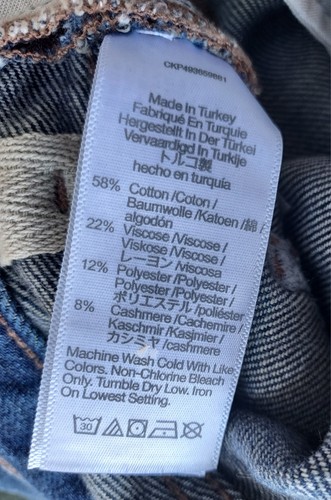 CKP493659881
Made In Turkey
Fabriqué En Turquie
Hergestellt In Der Türkei
Vervaardigd In Turkije
トルコ製
hecho en turquía
58% Cotton /Coton /
Baumwolle /Katoen /綿 /
algodón
22% Viscose /Viscose /
Viskose /Viscose /
レーヨン /viscosa
12% Polyester /Polyester /
Polyester /Polyester /
ポリエステル /poliéster
8% Cashmere /Cachemire /
Kaschmir /Kasjmier /
カシミヤ /cashmere
Machine Wash Cold With Like
Colors. Non-Chlorine Bleach
Only. Tumble Dry Low. Iron
On Lowest Setting.
30